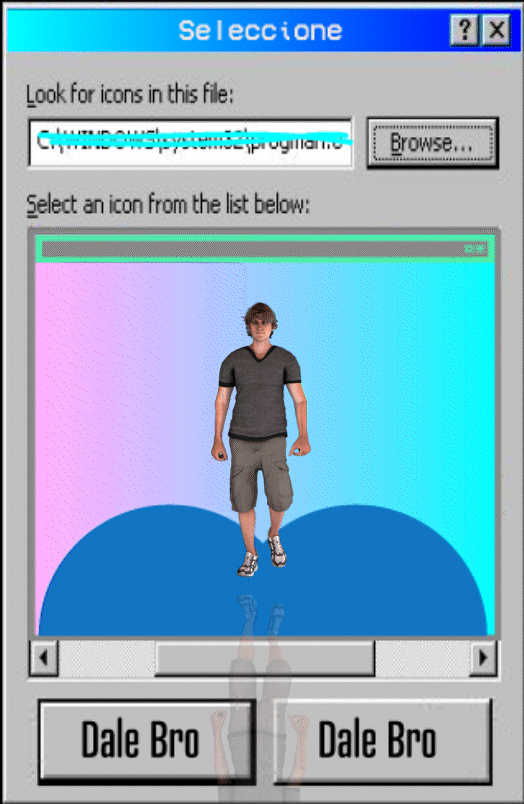 Seleccione
Look for icons in this file:
C:\WINDOWS\system32\progman.e
Browse...
Select an icon from the list below:
Dale Bro
Dale Bro